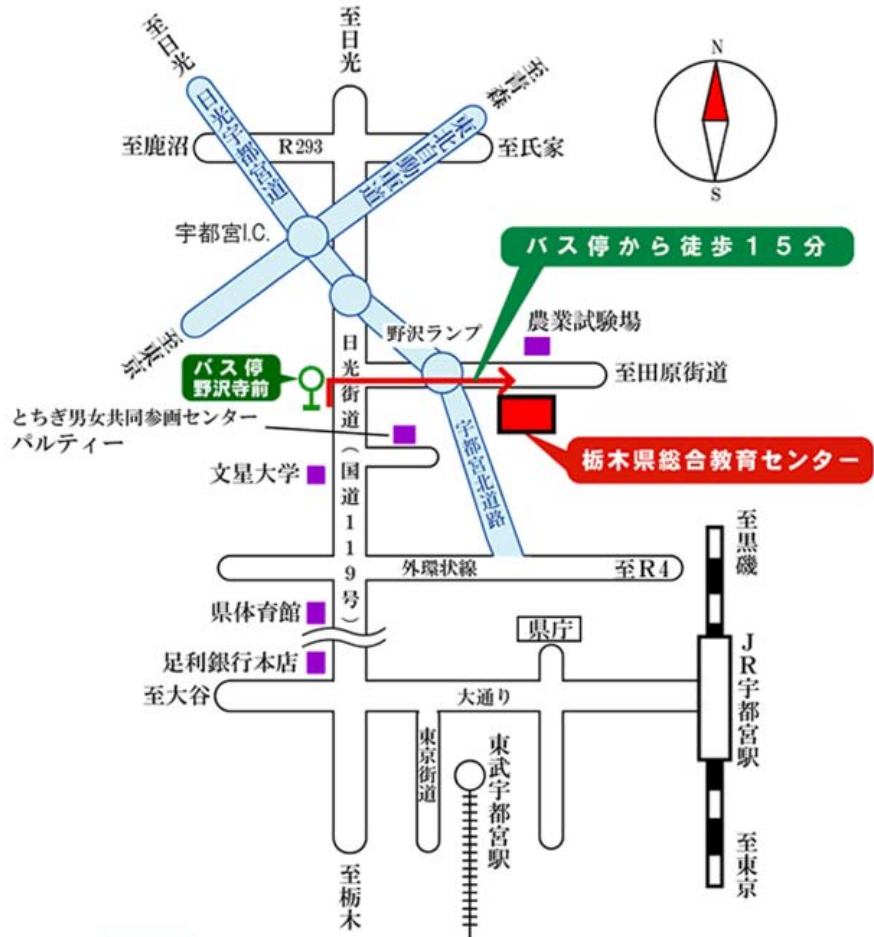 至日光
至日光
至青森
N
S
至鹿沼
R293
至氏家
日光宇都宮道
東北自動車道
宇都宮I.C.
バス停から徒歩15分
至東京
野沢ランプ
農業試験場
バス停
野沢寺前
至田原街道
とちぎ男女共同参画センター
パルティー
日光街道(国道119号)
文星大学
宇都宮北道路
栃木県総合教育センター
外環状線
至R4
至黒磯
県体育館
県庁
足利銀行本店
至大谷
大通り
JR宇都宮駅
東京街道
東武宇都宮駅
至栃木
至東京